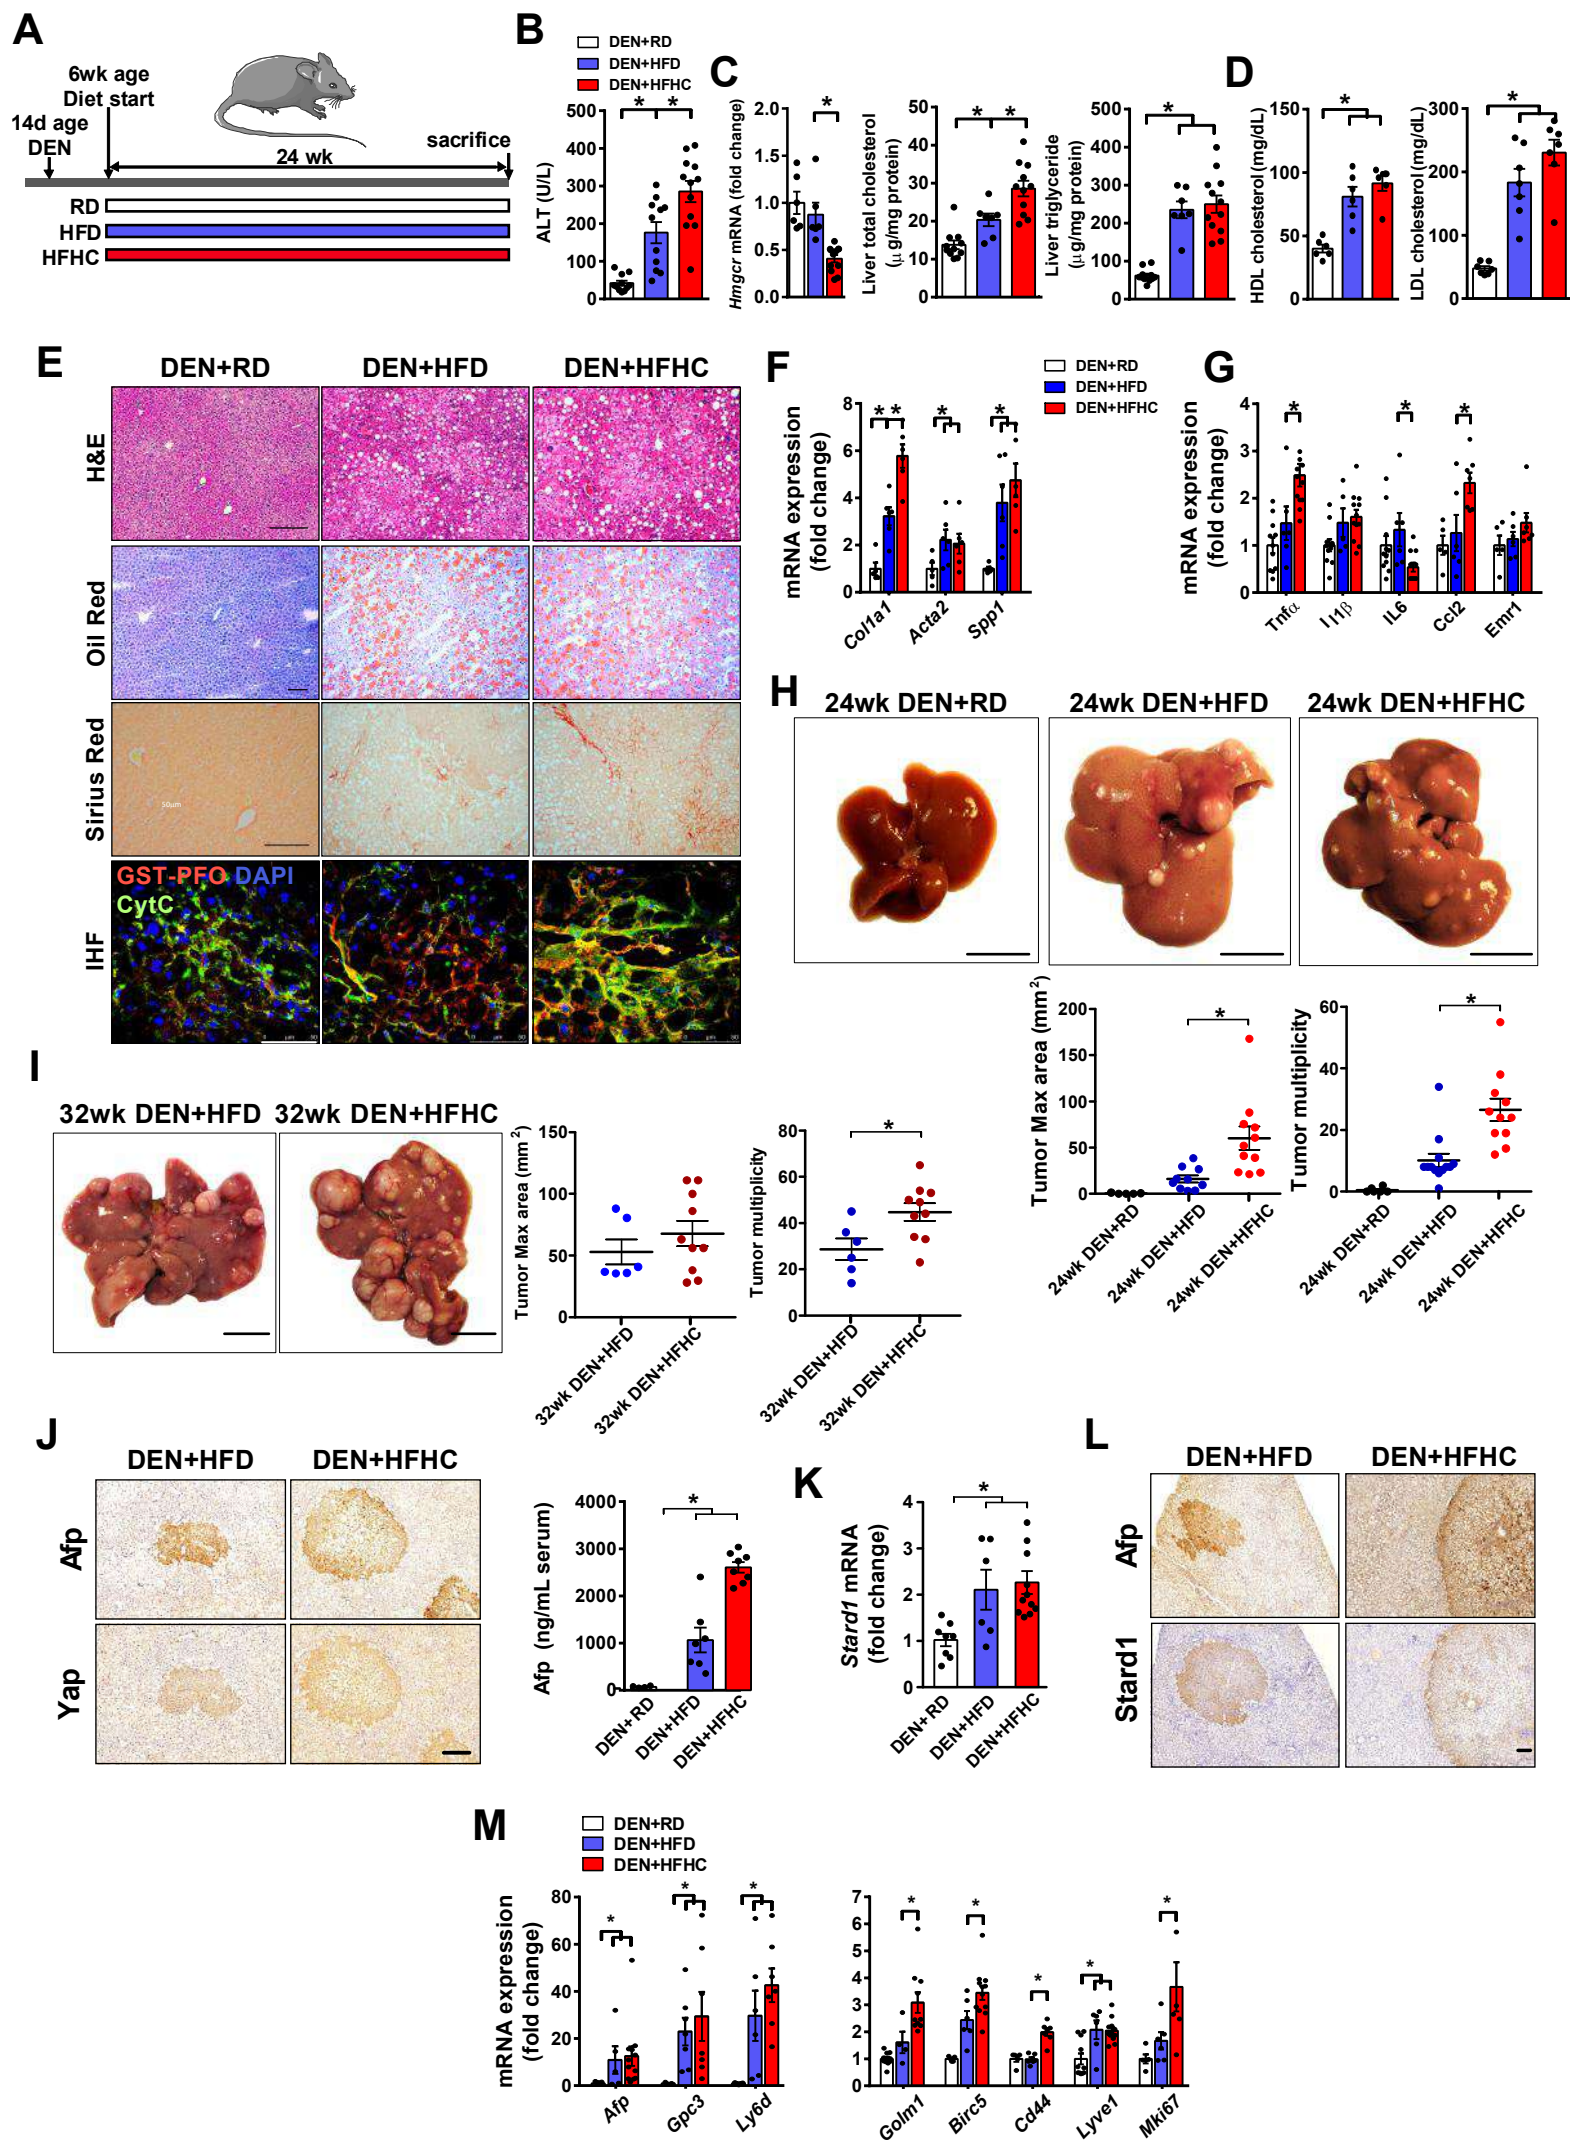 A
6wk age
Diet start
14d age
DEN
sacrifice
24 wk
RD
HFD
HFHC
B
DEN+RD
DEN+HFD
DEN+HFHC
ALT (U/L)
500
400
300
200
100
0
C
Hmgcr mRNA (fold change)
2.0
1.5
1.0
0.5
0.0
Liver total cholesterol
(μ g/mg protein)
50
40
30
20
10
0
Liver triglyceride
(μg/mg protein)
500
400
300
200
100
0
D
HDL cholesterol (mg/dL)
150
100
50
0
LDL cholesterol (mg/dL)
300
200
100
0
* * * * * * * *
E
DEN+RD DEN+HFD DEN+HFHC
H&E
Oil Red
Sirius Red
50μm
IHF
GST-PFO DAPI
CytC
F
DEN+RD
DEN+HFD
DEN+HFHC
mRNA expression
(fold change)
8
6
4
2
0
* * * *
Col1a1 Acta2 Spp1
G
mRNA expression
(fold change)
4
3
2
1
0
* * *
Tnfα Il1β IL6 Ccl2 Emr1
H
24wk DEN+RD 24wk DEN+HFD 24wk DEN+HFHC
Tumor Max area (mm2)
200
150
100
50
0
*
24wk DEN+RD
24wk DEN+HFD
24wk DEN+HFHC
Tumor multiplicity
60
40
20
0
*
24wk DEN+RD
24wk DEN+HFD
24wk DEN+HFHC
I
32wk DEN+HFD 32wk DEN+HFHC
Tumor Max area (mm2)
150
100
50
0
32wk DEN+HFD
32wk DEN+HFHC
Tumor multiplicity
80
60
40
20
0
*
32wk DEN+HFD
32wk DEN+HFHC
J
DEN+HFD DEN+HFHC
Afp
Yap
Afp (ng/mL serum)
4000
3000
2000
1000
0
*
DEN+RD
DEN+HFD
DEN+HFHC
K
Stard1 mRNA
(fold change)
4
3
2
1
0
*
DEN+RD
DEN+HFD
DEN+HFHC
L
DEN+HFD DEN+HFHC
Afp
Stard1
M
DEN+RD
DEN+HFD
DEN+HFHC
mRNA expression
(fold change)
80
60
40
20
0
* * *
Afp Gpc3 Ly6d
7
6
5
4
3
2
1
0
* * * * *
Golm1 Birc5 Cd44 Lyve1 Mki67